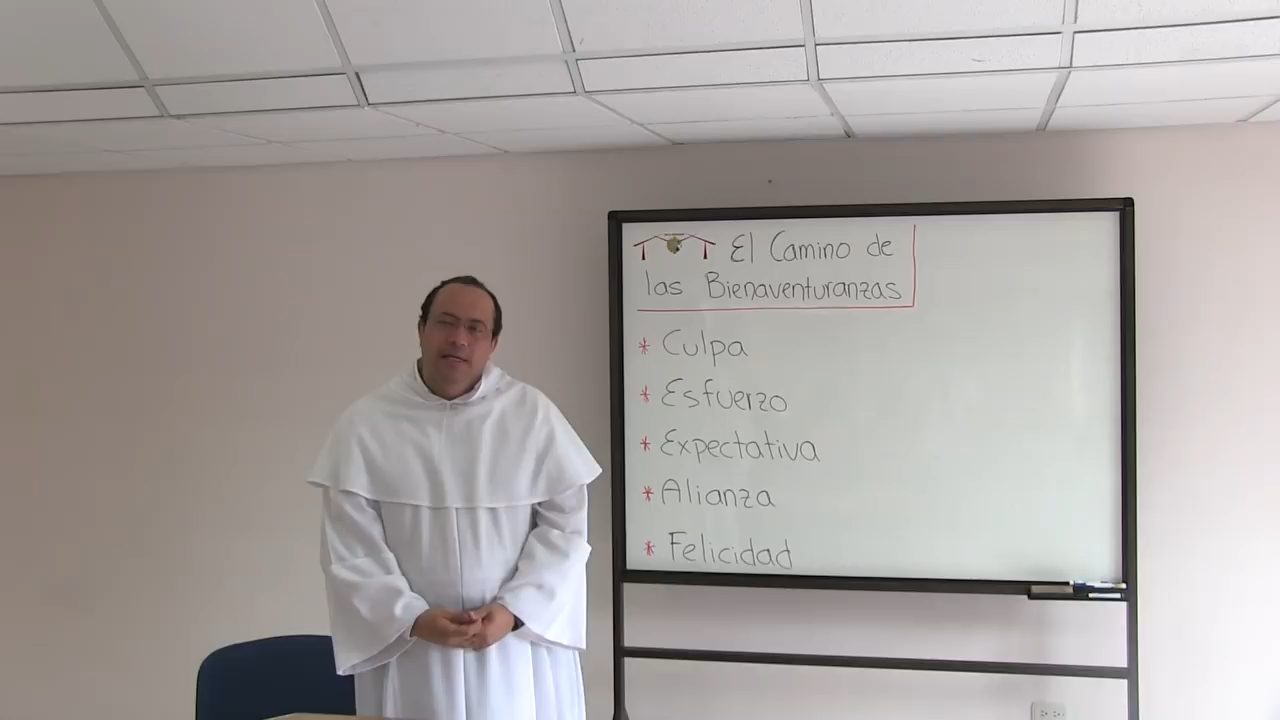 El Camino de
las Bienaventuranzas
* Culpa
* Esfuerzo
* Expectativa
* Alianza
* Felicidad